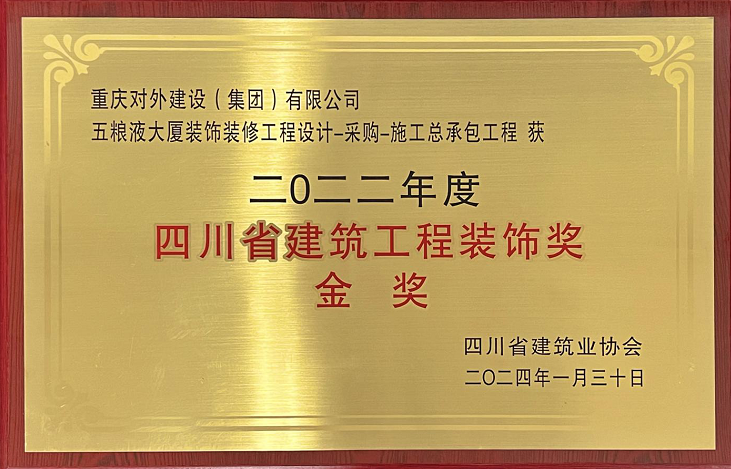 重庆对外建设（集团）有限公司
五粮液大厦装饰装修工程设计-采购-施工总承包工程 获
二〇二二年度
四川省建筑工程装饰奖
金 奖
四川省建筑业协会
二〇二四年一月三十日